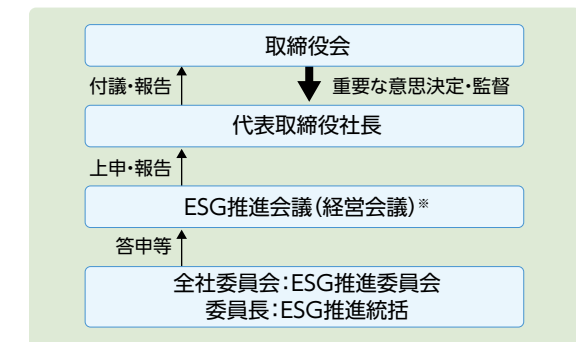 取締役会
付議・報告
重要な意思決定・監督
代表取締役社長
上申・報告
ESG推進会議(経営会議)※
答申等
全社委員会:ESG推進委員会
委員長:ESG推進統括